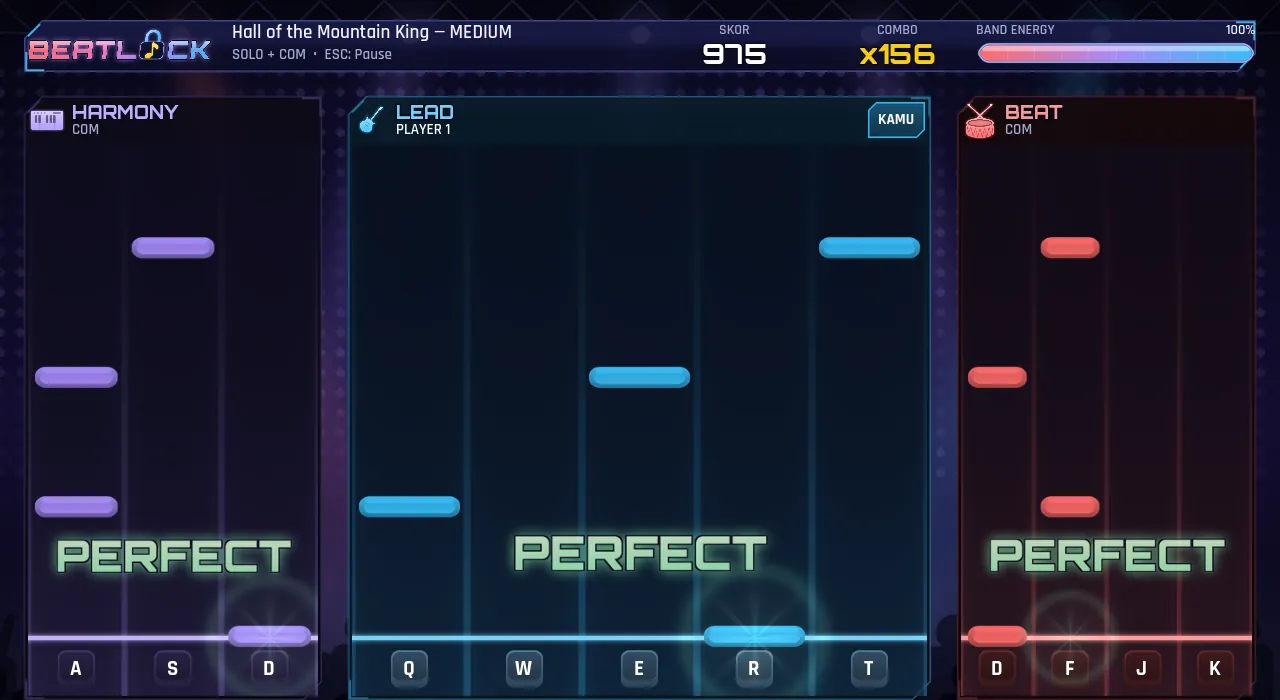 BEATLOCK
Hall of the Mountain King – MEDIUM
SOLO + COM • ESC: Pause
SKOR
975
COMBO
x156
BAND ENERGY
100%
HARMONY
COM
LEAD
PLAYER 1
KAMU
BEAT
COM
PERFECT
PERFECT
PERFECT
A S D
Q W E R T
D F J K